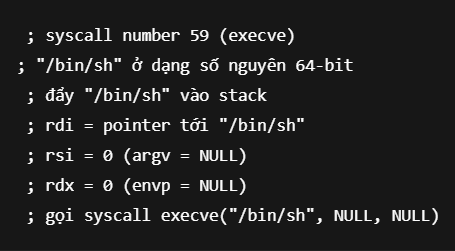 ; syscall number 59 (execve)
; "/bin/sh" ở dạng số nguyên 64-bit
; đẩy "/bin/sh" vào stack
; rdi = pointer tới "/bin/sh"
; rsi = 0 (argv = NULL)
; rdx = 0 (envp = NULL)
; gọi syscall execve("/bin/sh", NULL, NULL)